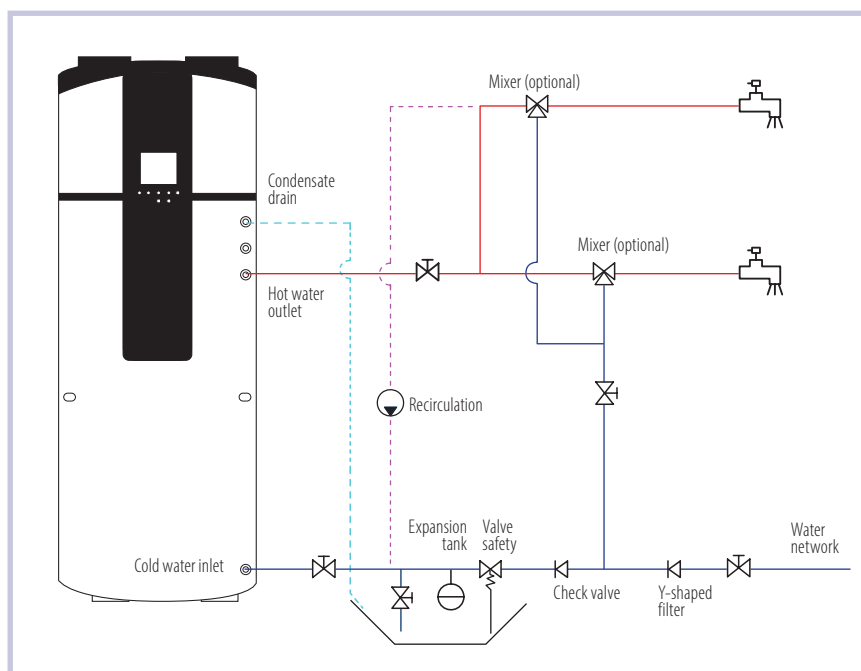 Mixer (optional)
Condensate
drain
Mixer (optional)
Hot water
outlet
Recirculation
Expansion
tank
Valve
safety
Water
network
Cold water inlet
Check valve
Y-shaped
filter